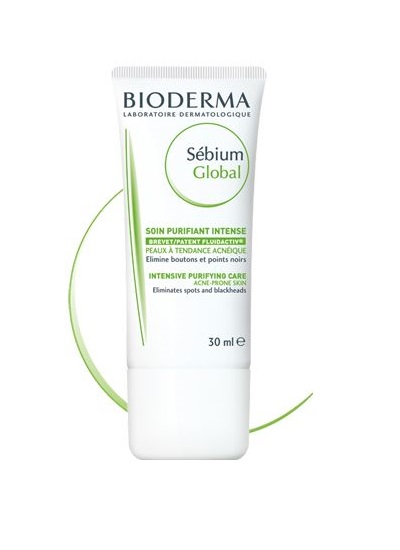 BIODERMA
LABORATOIRE DERMATOLOGIQUE
Sébium
Global
SOIN PURIFIANT INTENSE
BREVET/PATENT FLUIDACTIV®
PEAUX À TENDANCE ACNÉIQUE
Elimine boutons et points noirs
INTENSIVE PURIFYING CARE
ACNE-PRONE SKIN
Eliminates spots and blackheads
30 ml ℮